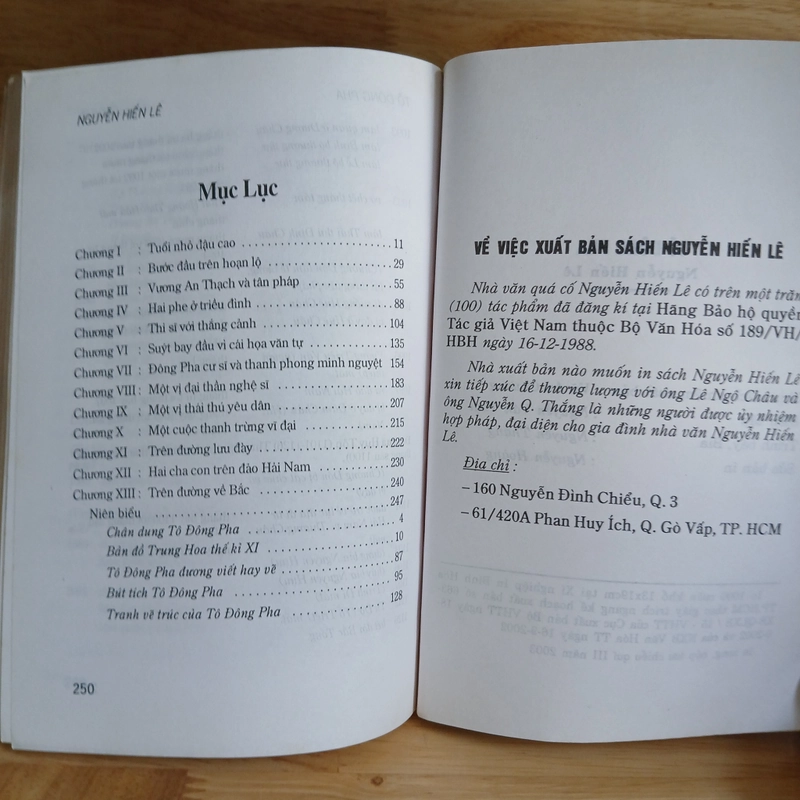 NGUYỄN HIẾN LÊ
Mục Lục
Chương I : Tuổi nhỏ đậu cao 11
Chương II : Bước đầu trên hoạn lộ 29
Chương III : Vương An Thạch và tân pháp 55
Chương IV : Hai phe ở triều đình 88
Chương V : Thi sĩ với thắng cảnh 104
Chương VI : Suýt bay đầu vì cái họa văn tự 135
Chương VII : Đông Pha cư sĩ và thanh phong minh nguyệt 154
Chương VIII : Một vị đại thần nghệ sĩ 183
Chương IX : Một vị thái thú yêu dân 207
Chương X : Một cuộc thanh trừng vĩ đại 215
Chương XI : Trên đường lưu đày 222
Chương XII : Hai cha con trên đảo Hải Nam 230
Chương XIII : Trên đường về Bắc 240
Niên biểu 247
Chân dung Tô Đông Pha 4
Bản đồ Trung Hoa thế kỉ XI 10
Tô Đông Pha đương viết hay vẽ 87
Bút tích Tô Đông Pha 95
Tranh vẽ trúc của Tô Đông Pha 128
250
VỀ VIỆC XUẤT BẢN SÁCH NGUYỄN HIẾN LÊ
Nhà văn quá cố Nguyễn Hiến Lê có trên một trăm
(100) tác phẩm đã đăng kí tại Hãng Bảo hộ quyền
Tác giả Việt Nam thuộc Bộ Văn Hóa số 189/VH/
HBH ngày 16-12-1988.
Nhà xuất bản nào muốn in sách Nguyễn Hiến Lê
xin tiếp xúc để thương lượng với ông Lê Ngộ Châu và
ông Nguyễn Q. Thắng là những người được ủy nhiệm
hợp pháp, đại diện cho gia đình nhà văn Nguyễn Hiến
Lê.
Địa chỉ :
– 160 Nguyễn Đình Chiểu, Q. 3
– 61/420A Phan Huy Ích, Q. Gò Vấp, TP. HCM